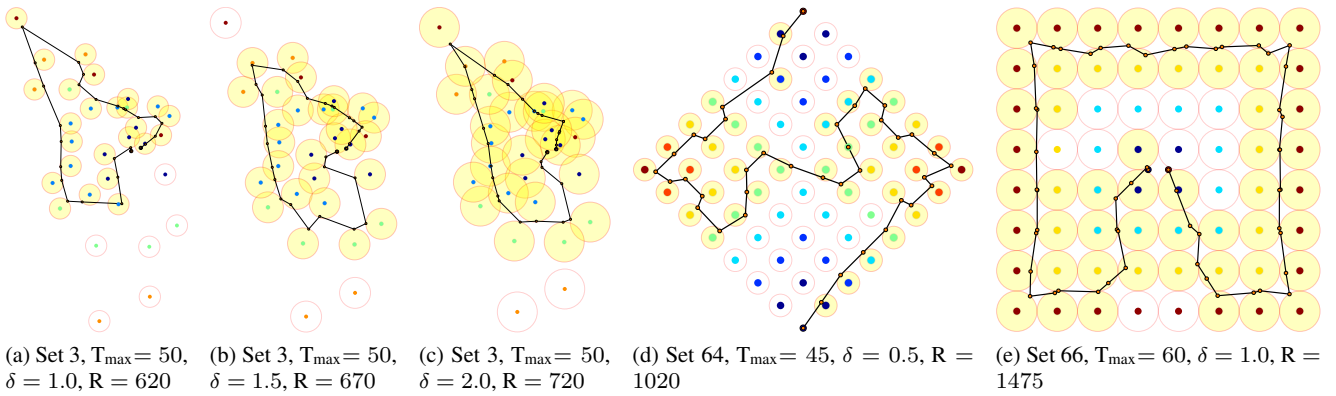 (a) Set 3, Tmax= 50,
δ = 1.0, R = 620
(b) Set 3, Tmax= 50,
δ = 1.5, R = 670
(c) Set 3, Tmax= 50,
δ = 2.0, R = 720
(d) Set 64, Tmax= 45, δ = 0.5, R =
1020
(e) Set 66, Tmax= 60, δ = 1.0, R =
1475